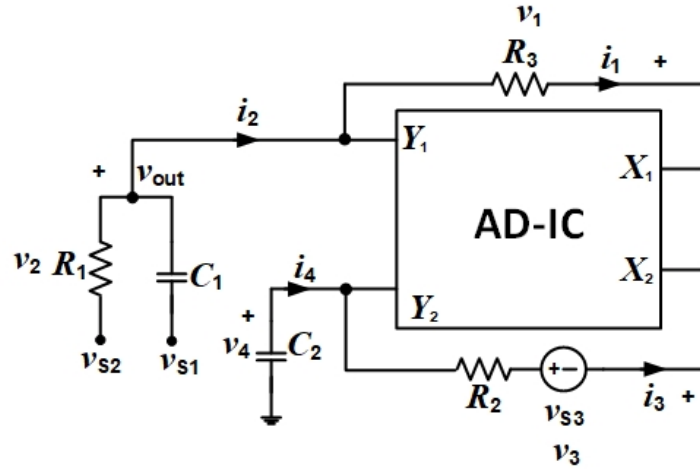 v1
R3
i1
+
i2
Y1
+
vout
X1
AD-IC
v2
R1
C1
i4
X2
+
Y2
vS2
vS1
v4
C2
+ −
R2
vS3
i3
+
v3